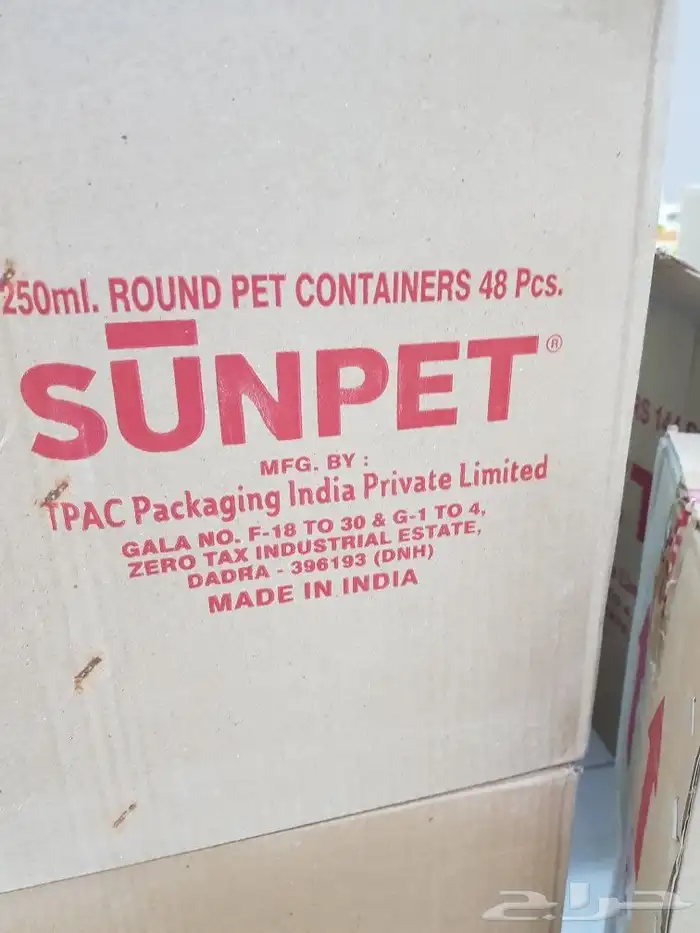 250ml. ROUND PET CONTAINERS 48 Pcs.
SUNPET®
MFG. BY :
TPAC Packaging India Private Limited
GALA NO. F-18 TO 30 & G-1 TO 4,
ZERO TAX INDUSTRIAL ESTATE,
DADRA - 396193 (DNH)
MADE IN INDIA
حراج